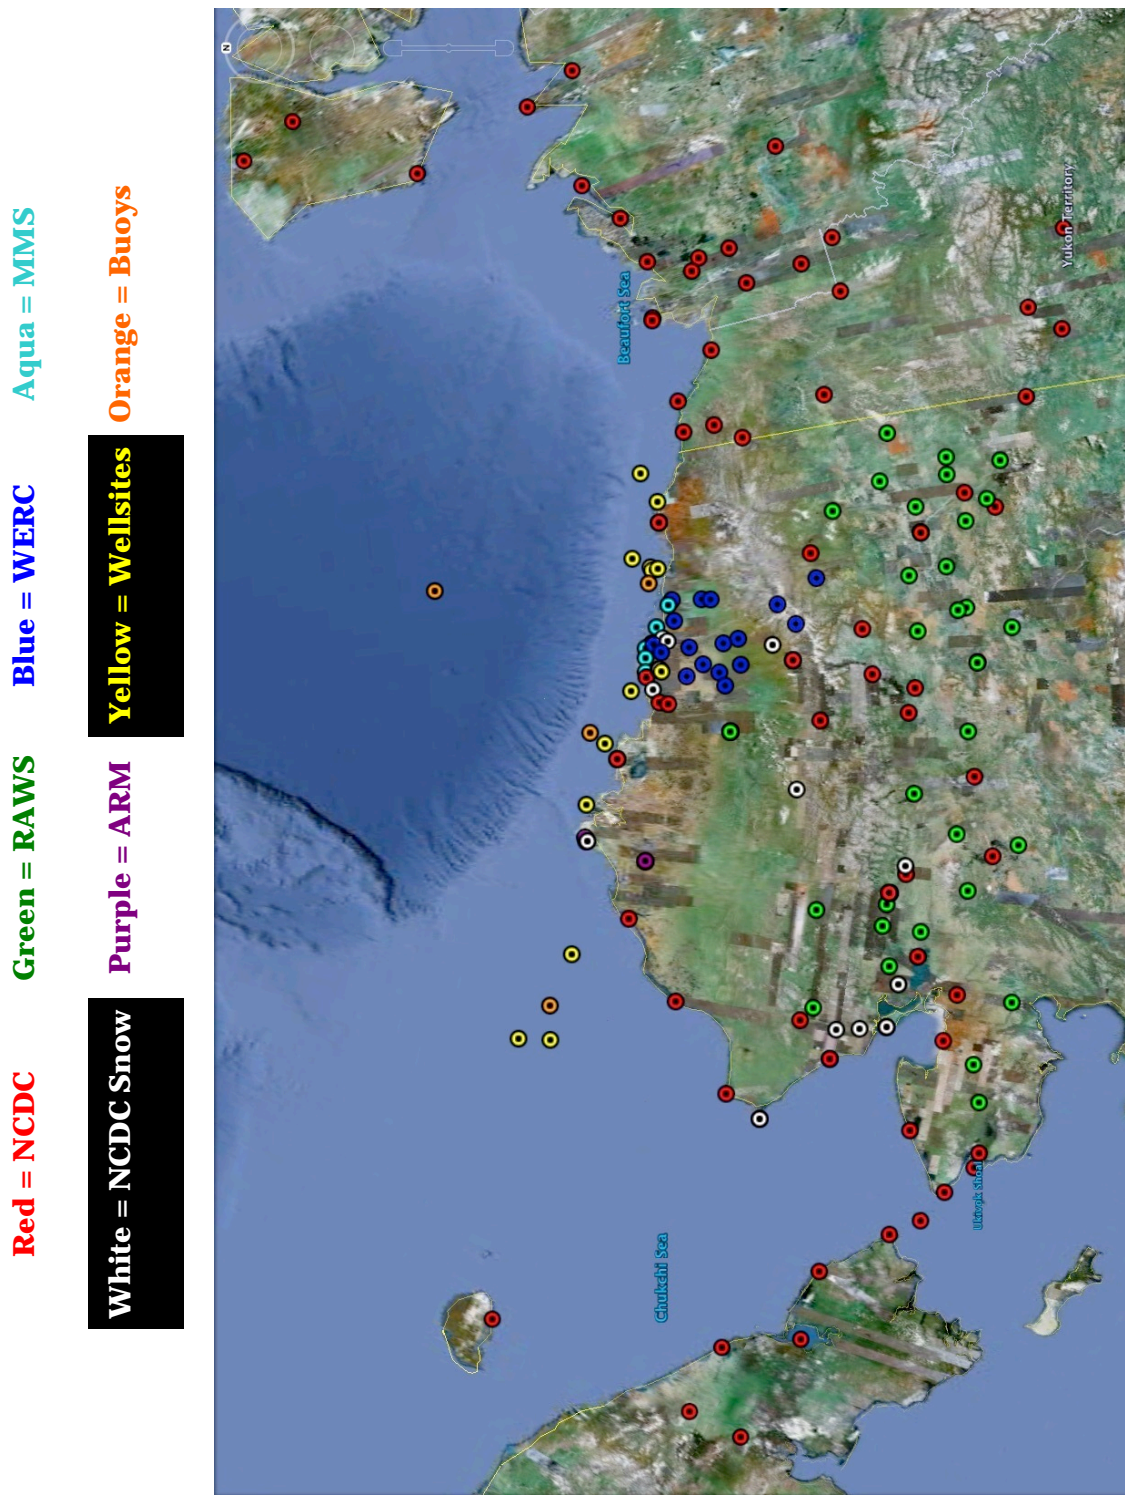 Red = NCDC
Green = RAWS
Blue = WERC
Aqua = MMS
White = NCDC Snow
Purple = ARM
Yellow = Wellsites
Orange = Buoys
N
Beaufort Sea
Yukon Territory
Chukchi Sea
Ukivok Shoal